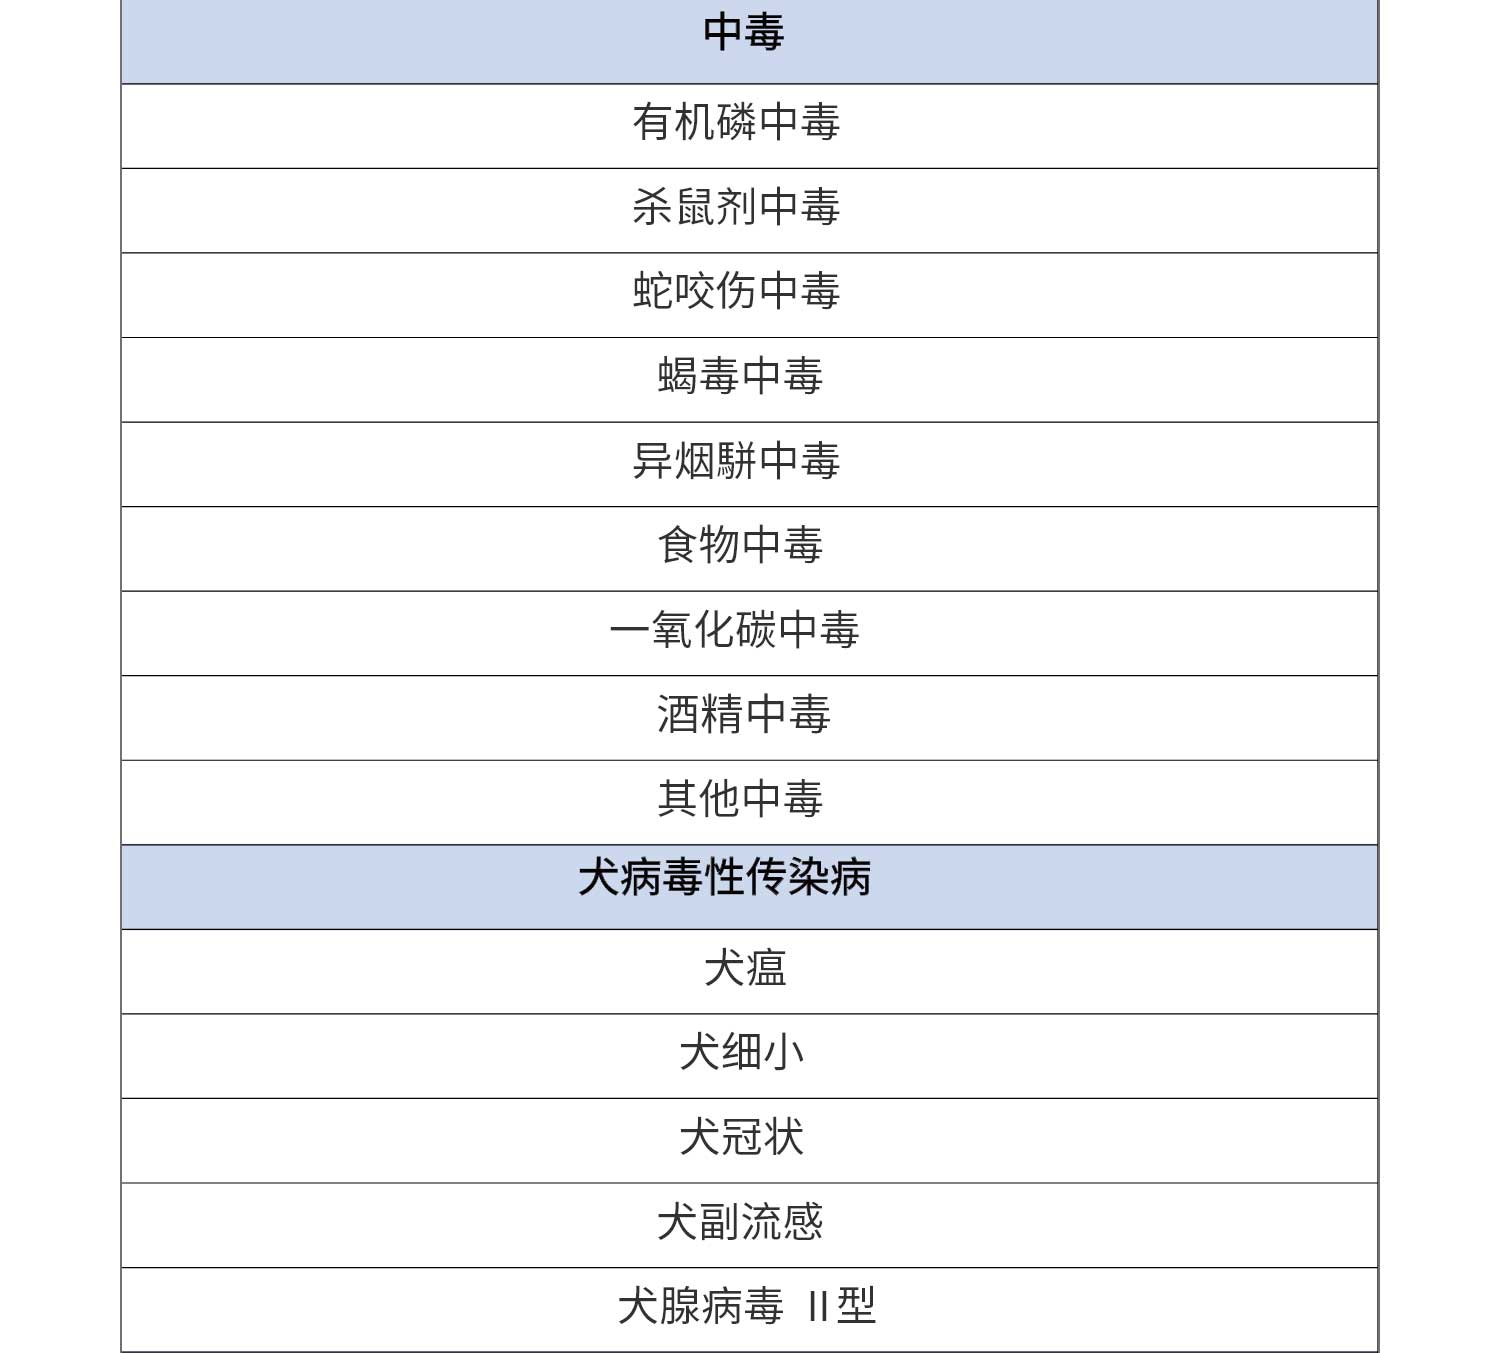 中毒
有机磷中毒
杀鼠剂中毒
蛇咬伤中毒
蝎毒中毒
异烟駢中毒
食物中毒
一氧化碳中毒
酒精中毒
其他中毒
犬病毒性传染病
犬瘟
犬细小
犬冠状
犬副流感
犬腺病毒 II型